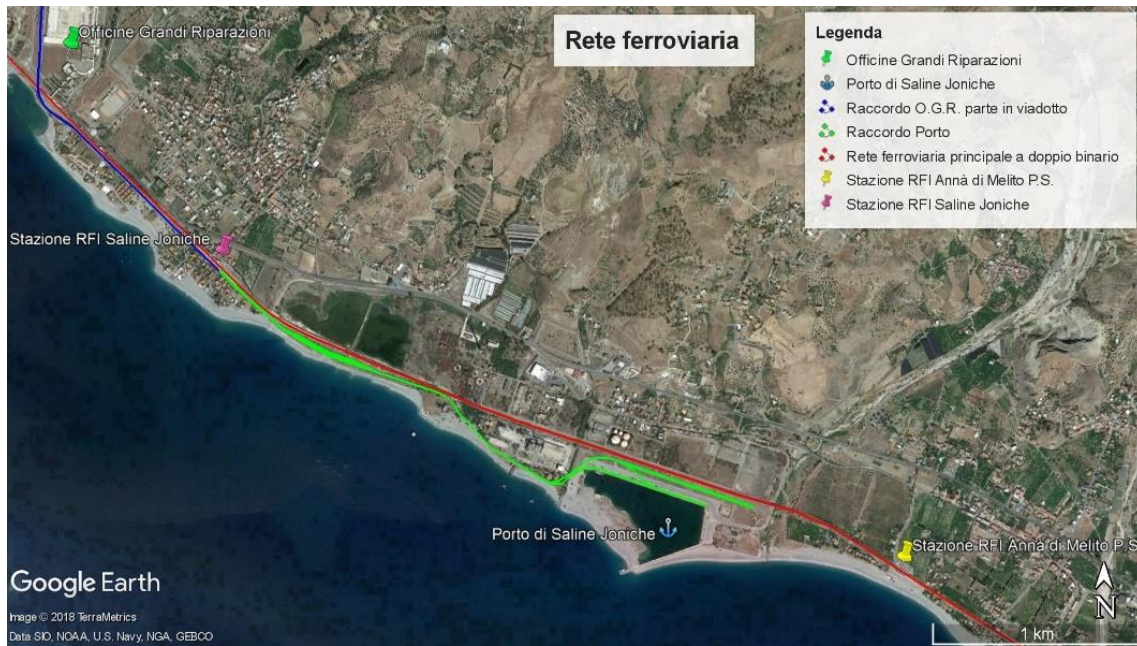 Officine Grandi Riparazioni
Rete ferroviaria
Legenda
Officine Grandi Riparazioni
Porto di Saline Joniche
Raccordo O.G.R. parte in viadotto
Raccordo Porto
Rete ferroviaria principale a doppio binario
Stazione RFI Annà di Melito P.S.
Stazione RFI Saline Joniche
Stazione RFI Saline Joniche
Porto di Saline Joniche
Stazione RFI Annà di Melito P.S
Google Earth
Image © 2018 TerraMetrics
Data SIO, NOAA, U.S. Navy, NGA, GEBCO
N
1 km